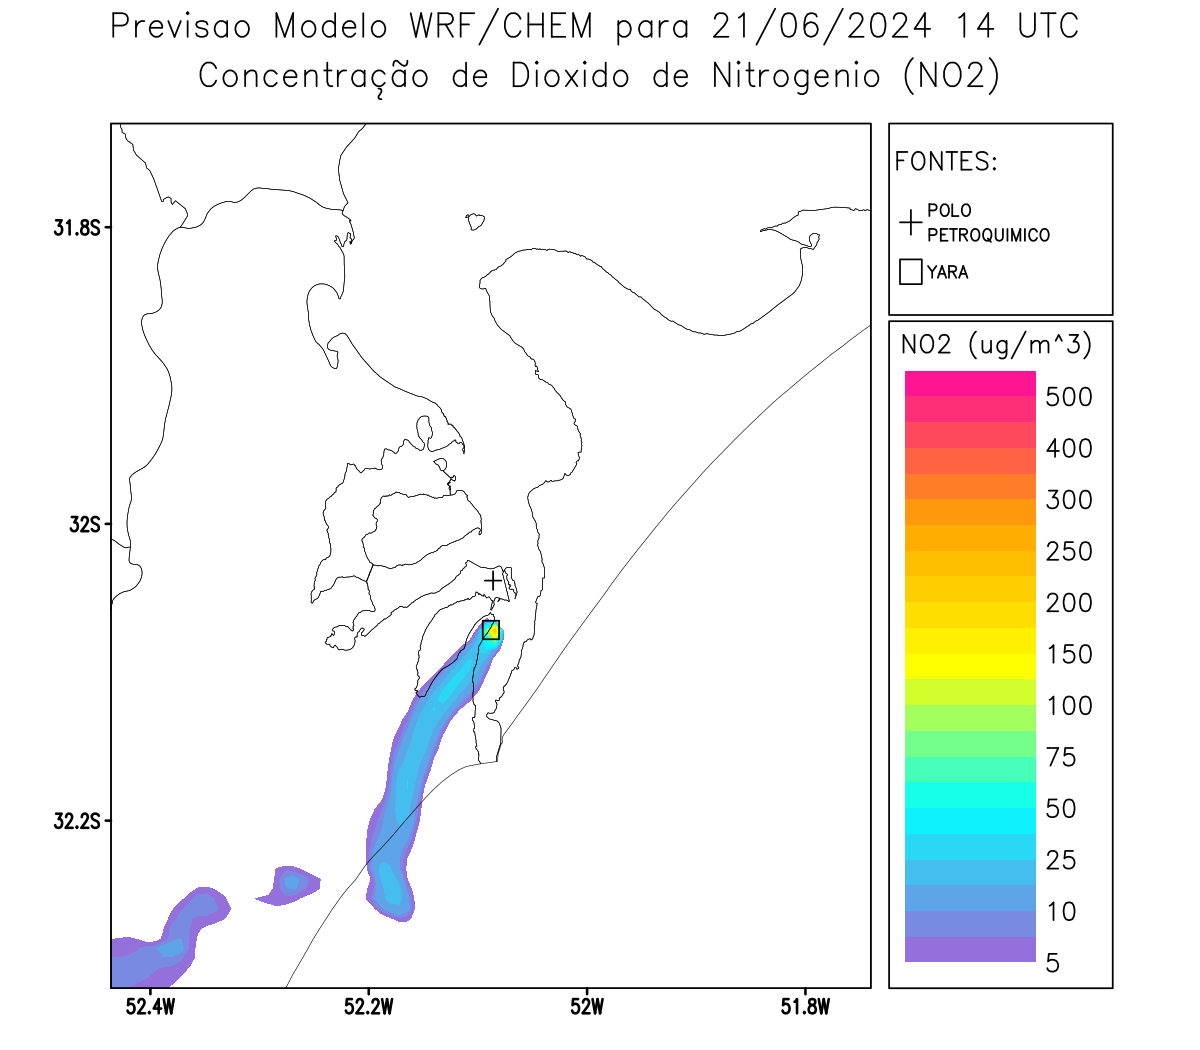 Previsao Modelo WRF/CHEM para 21/06/2024 14 UTC
Concentração de Dioxido de Nitrogenio (NO2)
FONTES:
POLO
PETROQUIMICO
YARA
NO2 (ug/m^3)
500
400
300
250
200
150
100
75
50
25
10
5
31.8S
32S
32.2S
52.4W
52.2W
52W
51.8W